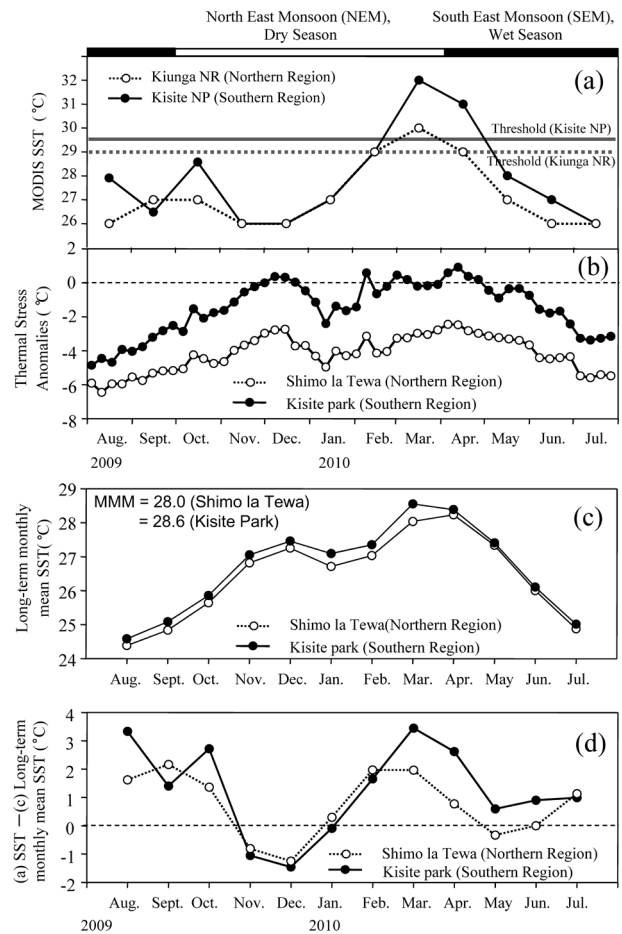 North East Monsoon (NEM),
Dry Season
South East Monsoon (SEM),
Wet Season
(a)
Kiunga NR (Northern Region)
Kisite NP (Southern Region)
Threshold (Kisite NP)
Threshold (Kiunga NR)
MODIS SST (°C)
32
31
30
29
28
27
26
(b)
Thermal Stress
Anomalies (°C)
2
0
-2
-4
-6
-8
Shimo la Tewa (Northern Region)
Kisite park (Southern Region)
Aug. Sept. Oct. Nov. Dec. Jan. Feb. Mar. Apr. May Jun. Jul.
2009 2010
MMM = 28.0 (Shimo la Tewa)
= 28.6 (Kisite Park)
(c)
Long-term monthly
mean SST(°C)
29
28
27
26
25
24
Shimo la Tewa(Northern Region)
Kisite park (Southern Region)
Aug. Sept. Oct. Nov. Dec. Jan. Feb. Mar. Apr. May Jun. Jul.
(d)
(a) SST –(c) Long-term
monthly mean SST (°C)
4
3
2
1
0
-1
-2
Shimo la Tewa (Northern Region)
Kisite park (Southern Region)
Aug. Sept. Oct. Nov. Dec. Jan. Feb. Mar. Apr. May Jun. Jul.
2009 2010